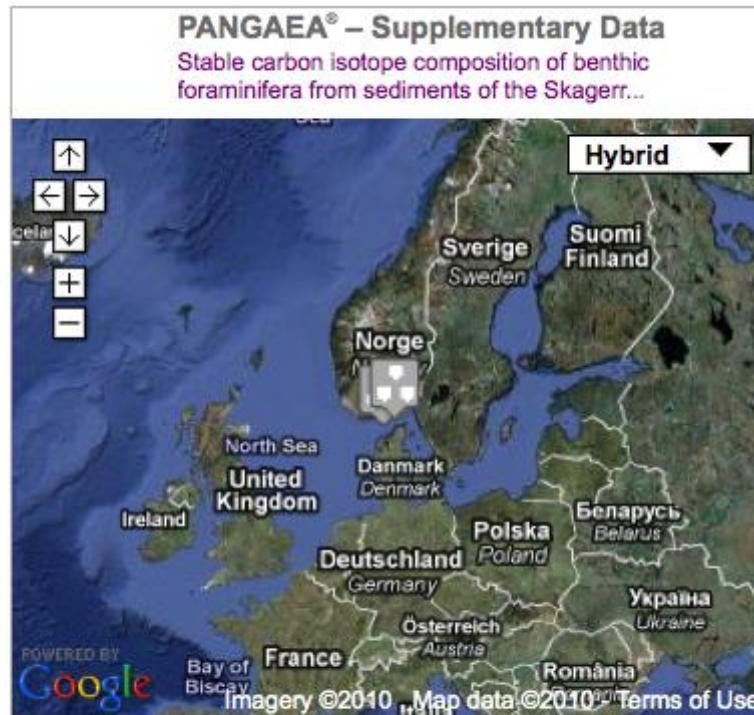 PANGAEA® – Supplementary Data
Stable carbon isotope composition of benthic
foraminifera from sediments of the Skagerr...
Sea
Hybrid
Sverige
Sweden
Suomi
Finland
Norge
North Sea
Danmark
Denmark
United
Kingdom
Ireland
Беларусь
Belarus
Polska
Poland
Deutschland
Germany
Україна
Ukraine
Österreich
Austria
France
România
Bay of
Biscay
POWERED BY
Google
Imagery ©2010 , Map data ©2010 - Terms of Use